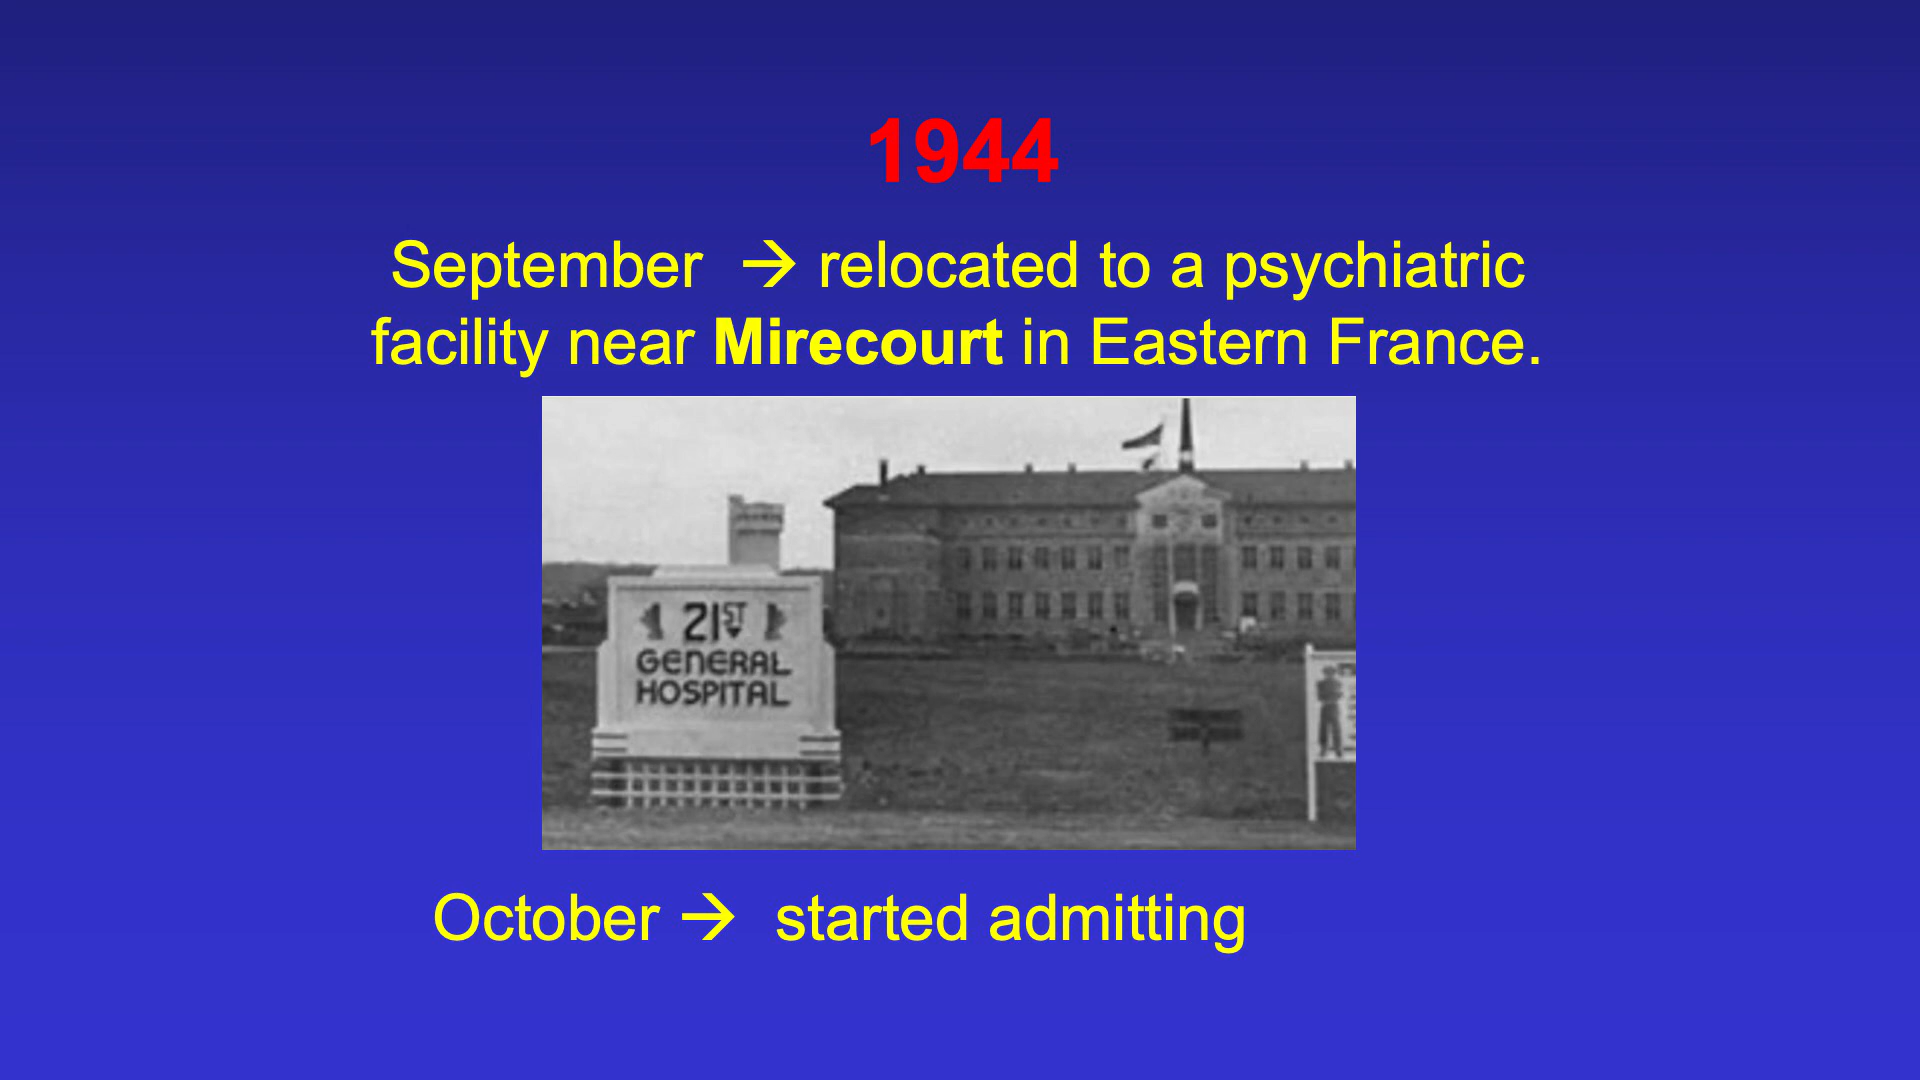 1944
September → relocated to a psychiatric
facility near Mirecourt in Eastern France.
21ST
GENERAL
HOSPITAL
October → started admitting